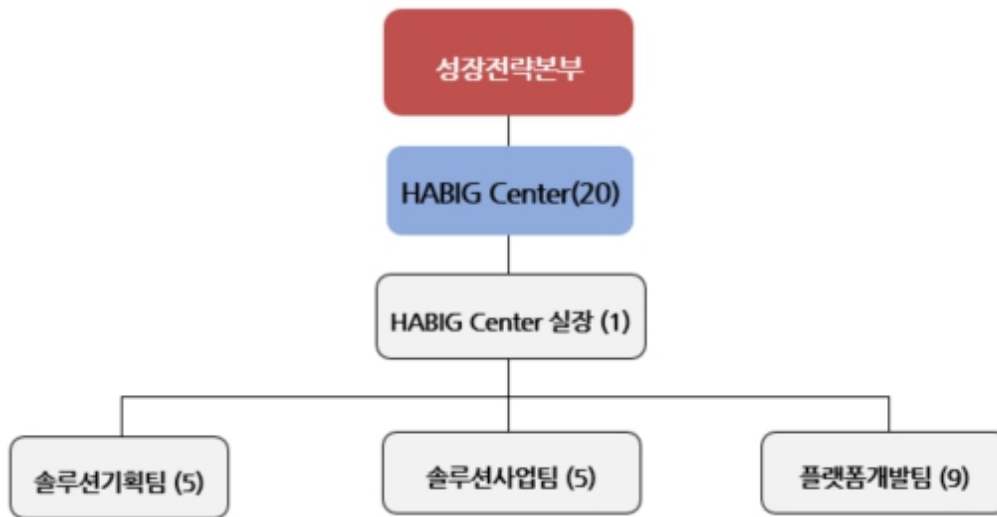 성장전략본부
HABIG Center(20)
HABIG Center 실장 (1)
솔루션기획팀 (5)
솔루션사업팀 (5)
플랫폼개발팀 (9)